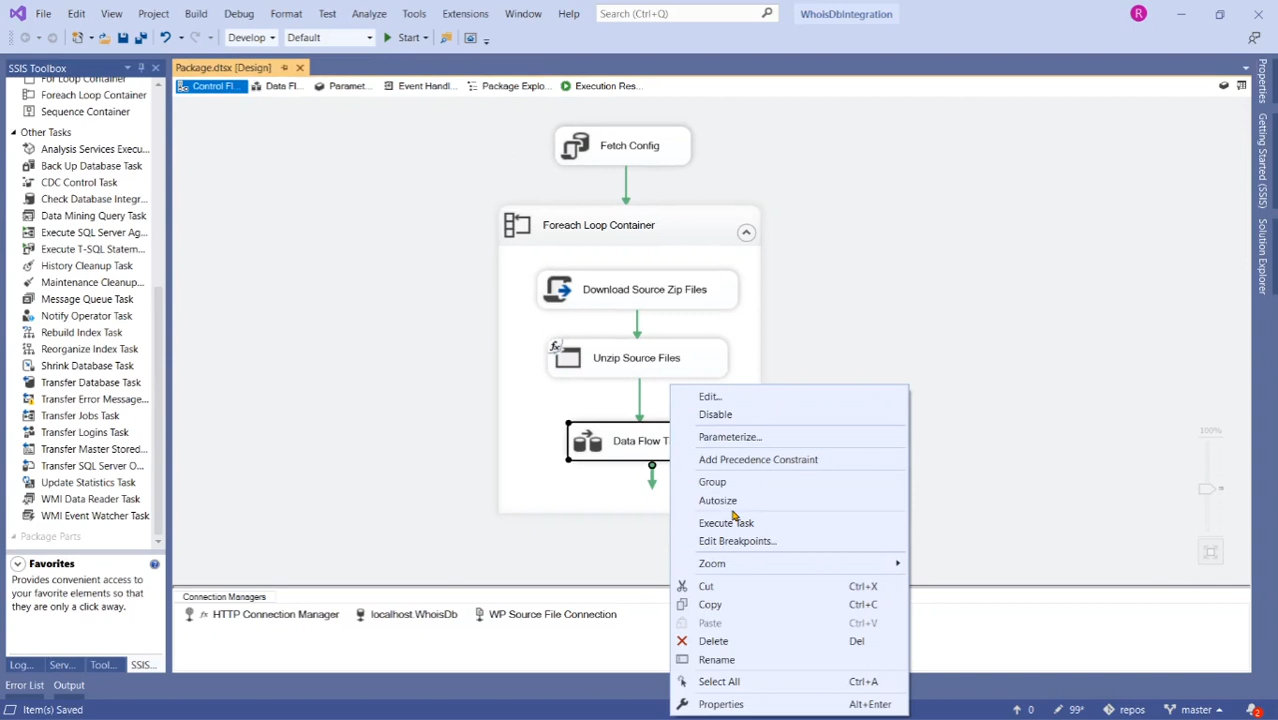 File Edit View Git Project Build Debug Format Test Analyze Tools Extensions Window Help Search (Ctrl+Q) WhoisDbIntegration R
Develop Default Start
SSIS Toolbox
Package.dtsx [Design]
Control Fl... Data Fl... Paramet... Event Handl... Package Explo... Execution Res...
For Loop Container
Foreach Loop Container
Sequence Container
Other Tasks
Analysis Services Execu...
Back Up Database Task
CDC Control Task
Check Database Integr...
Data Mining Query Task
Execute SQL Server Ag...
Execute T-SQL Statem...
History Cleanup Task
Maintenance Cleanup...
Message Queue Task
Notify Operator Task
Rebuild Index Task
Reorganize Index Task
Shrink Database Task
Transfer Database Task
Transfer Error Message...
Transfer Jobs Task
Transfer Logins Task
Transfer Master Stored...
Transfer SQL Server O...
Update Statistics Task
WMI Data Reader Task
WMI Event Watcher Task
Package Parts
Favorites
Provides convenient access to
your favorite elements so that
they are only a click away.
Log... Serv... Tool... SSIS...
Fetch Config
Foreach Loop Container
Download Source Zip Files
fx
Unzip Source Files
Data Flow T
Edit...
Disable
Parameterize...
Add Precedence Constraint
Group
Autosize
Execute Task
Edit Breakpoints...
Zoom
Cut Ctrl+X
Copy Ctrl+C
Paste Ctrl+V
Delete Del
Rename
Select All Ctrl+A
Properties Alt+Enter
100%
Connection Managers
fx HTTP Connection Manager localhost.WhoisDb WP Source File Connection
Properties
Getting Started (SSIS)
Solution Explorer
Error List Output
Item(s) Saved 0 99* repos master 2